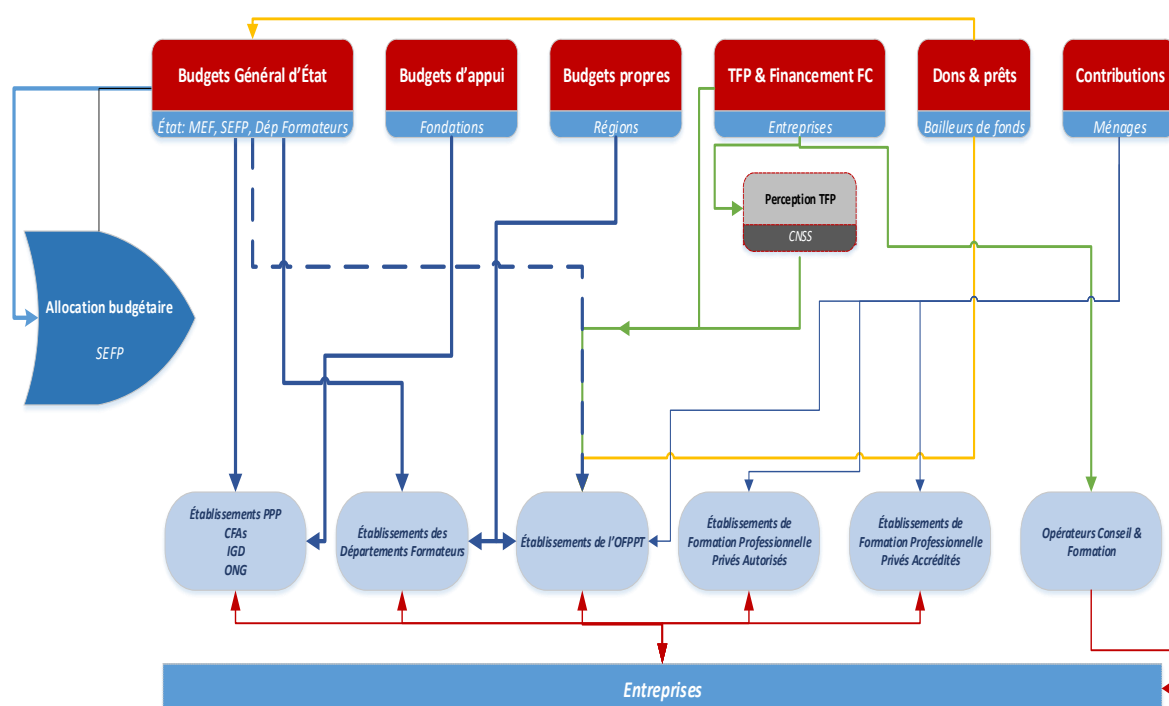 Budgets Général d’État
État: MEF, SEFP, Dép Formateurs
Budgets d’appui
Fondations
Budgets propres
Régions
TFP & Financement FC
Entreprises
Dons & prêts
Bailleurs de fonds
Contributions
Ménages
Perception TFP
CNSS
Allocation budgétaire
SEFP
Établissements PPP
CFAs
IGD
ONG
Établissements des
Départements Formateurs
Établissements de l’OFPPT
Établissements de
Formation Professionnelle
Privés Autorisés
Établissements de
Formation Professionnelle
Privés Accrédités
Opérateurs Conseil &
Formation
Entreprises